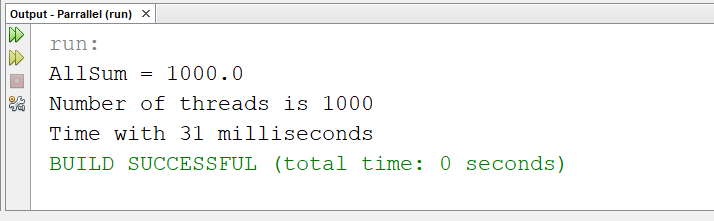 Output - Parrallel (run)
run:
AllSum = 1000.0
Number of threads is 1000
Time with 31 milliseconds
BUILD SUCCESSFUL (total time: 0 seconds)